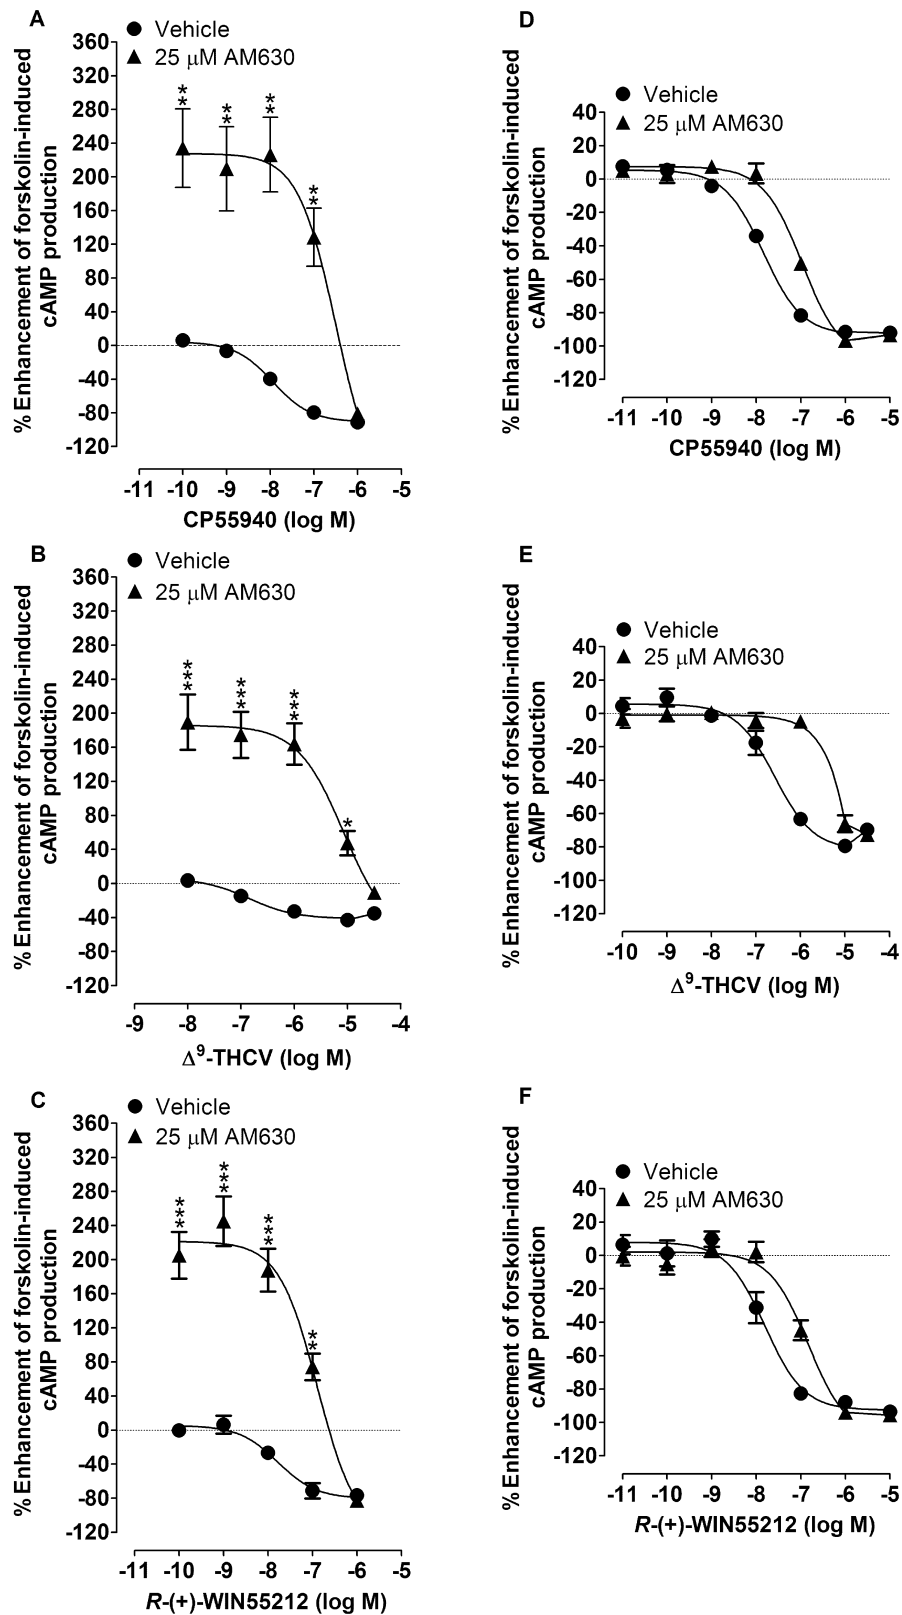 A
Vehicle
25 μM AM630
% Enhancement of forskolin-induced
cAMP production
360
320
280
240
200
160
120
80
40
0
-40
-80
-120
**
**
**
**
-11 -10 -9 -8 -7 -6 -5
CP55940 (log M)
B
Vehicle
25 μM AM630
% Enhancement of forskolin-induced
cAMP production
360
320
280
240
200
160
120
80
40
0
-40
-80
-120
***
***
***
*
-9 -8 -7 -6 -5 -4
Δ9-THCV (log M)
C
Vehicle
25 μM AM630
% Enhancement of forskolin-induced
cAMP production
360
320
280
240
200
160
120
80
40
0
-40
-80
-120
***
***
***
**
-11 -10 -9 -8 -7 -6 -5
R-(+)-WIN55212 (log M)
D
Vehicle
25 μM AM630
% Enhancement of forskolin-induced
cAMP production
40
20
0
-20
-40
-60
-80
-100
-120
-11 -10 -9 -8 -7 -6 -5
CP55940 (log M)
E
Vehicle
25 μM AM630
% Enhancement of forskolin-induced
cAMP production
40
20
0
-20
-40
-60
-80
-100
-120
-10 -9 -8 -7 -6 -5 -4
Δ9-THCV (log M)
F
Vehicle
25 μM AM630
% Enhancement of forskolin-induced
cAMP production
40
20
0
-20
-40
-60
-80
-100
-120
-11 -10 -9 -8 -7 -6 -5
R-(+)-WIN55212 (log M)